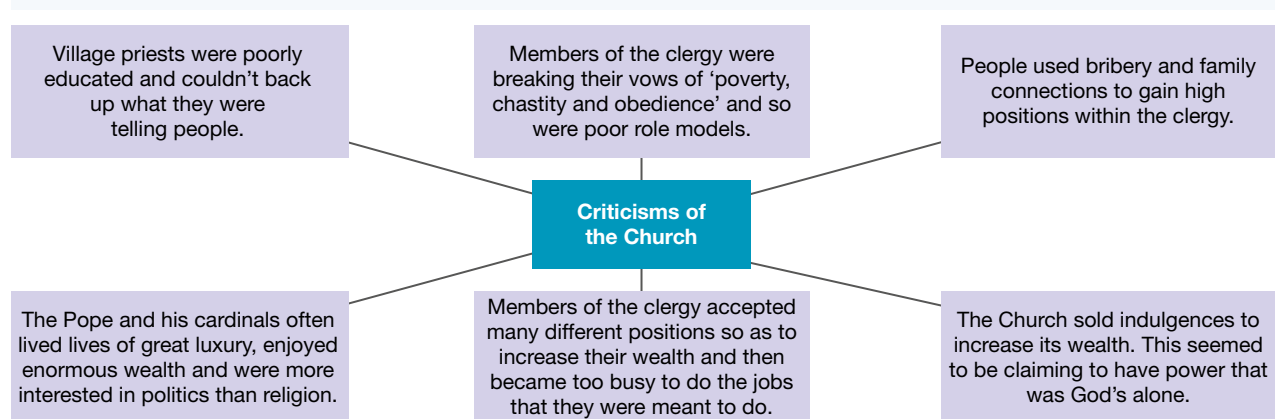 Village priests were poorly
educated and couldn’t back
up what they were
telling people.
Members of the clergy were
breaking their vows of ‘poverty,
chastity and obedience’ and so
were poor role models.
People used bribery and family
connections to gain high
positions within the clergy.
Criticisms of
the Church
The Pope and his cardinals often
lived lives of great luxury, enjoyed
enormous wealth and were more
interested in politics than religion.
Members of the clergy accepted
many different positions so as to
increase their wealth and then
became too busy to do the jobs
that they were meant to do.
The Church sold indulgences to
increase its wealth. This seemed
to be claiming to have power that
was God’s alone.